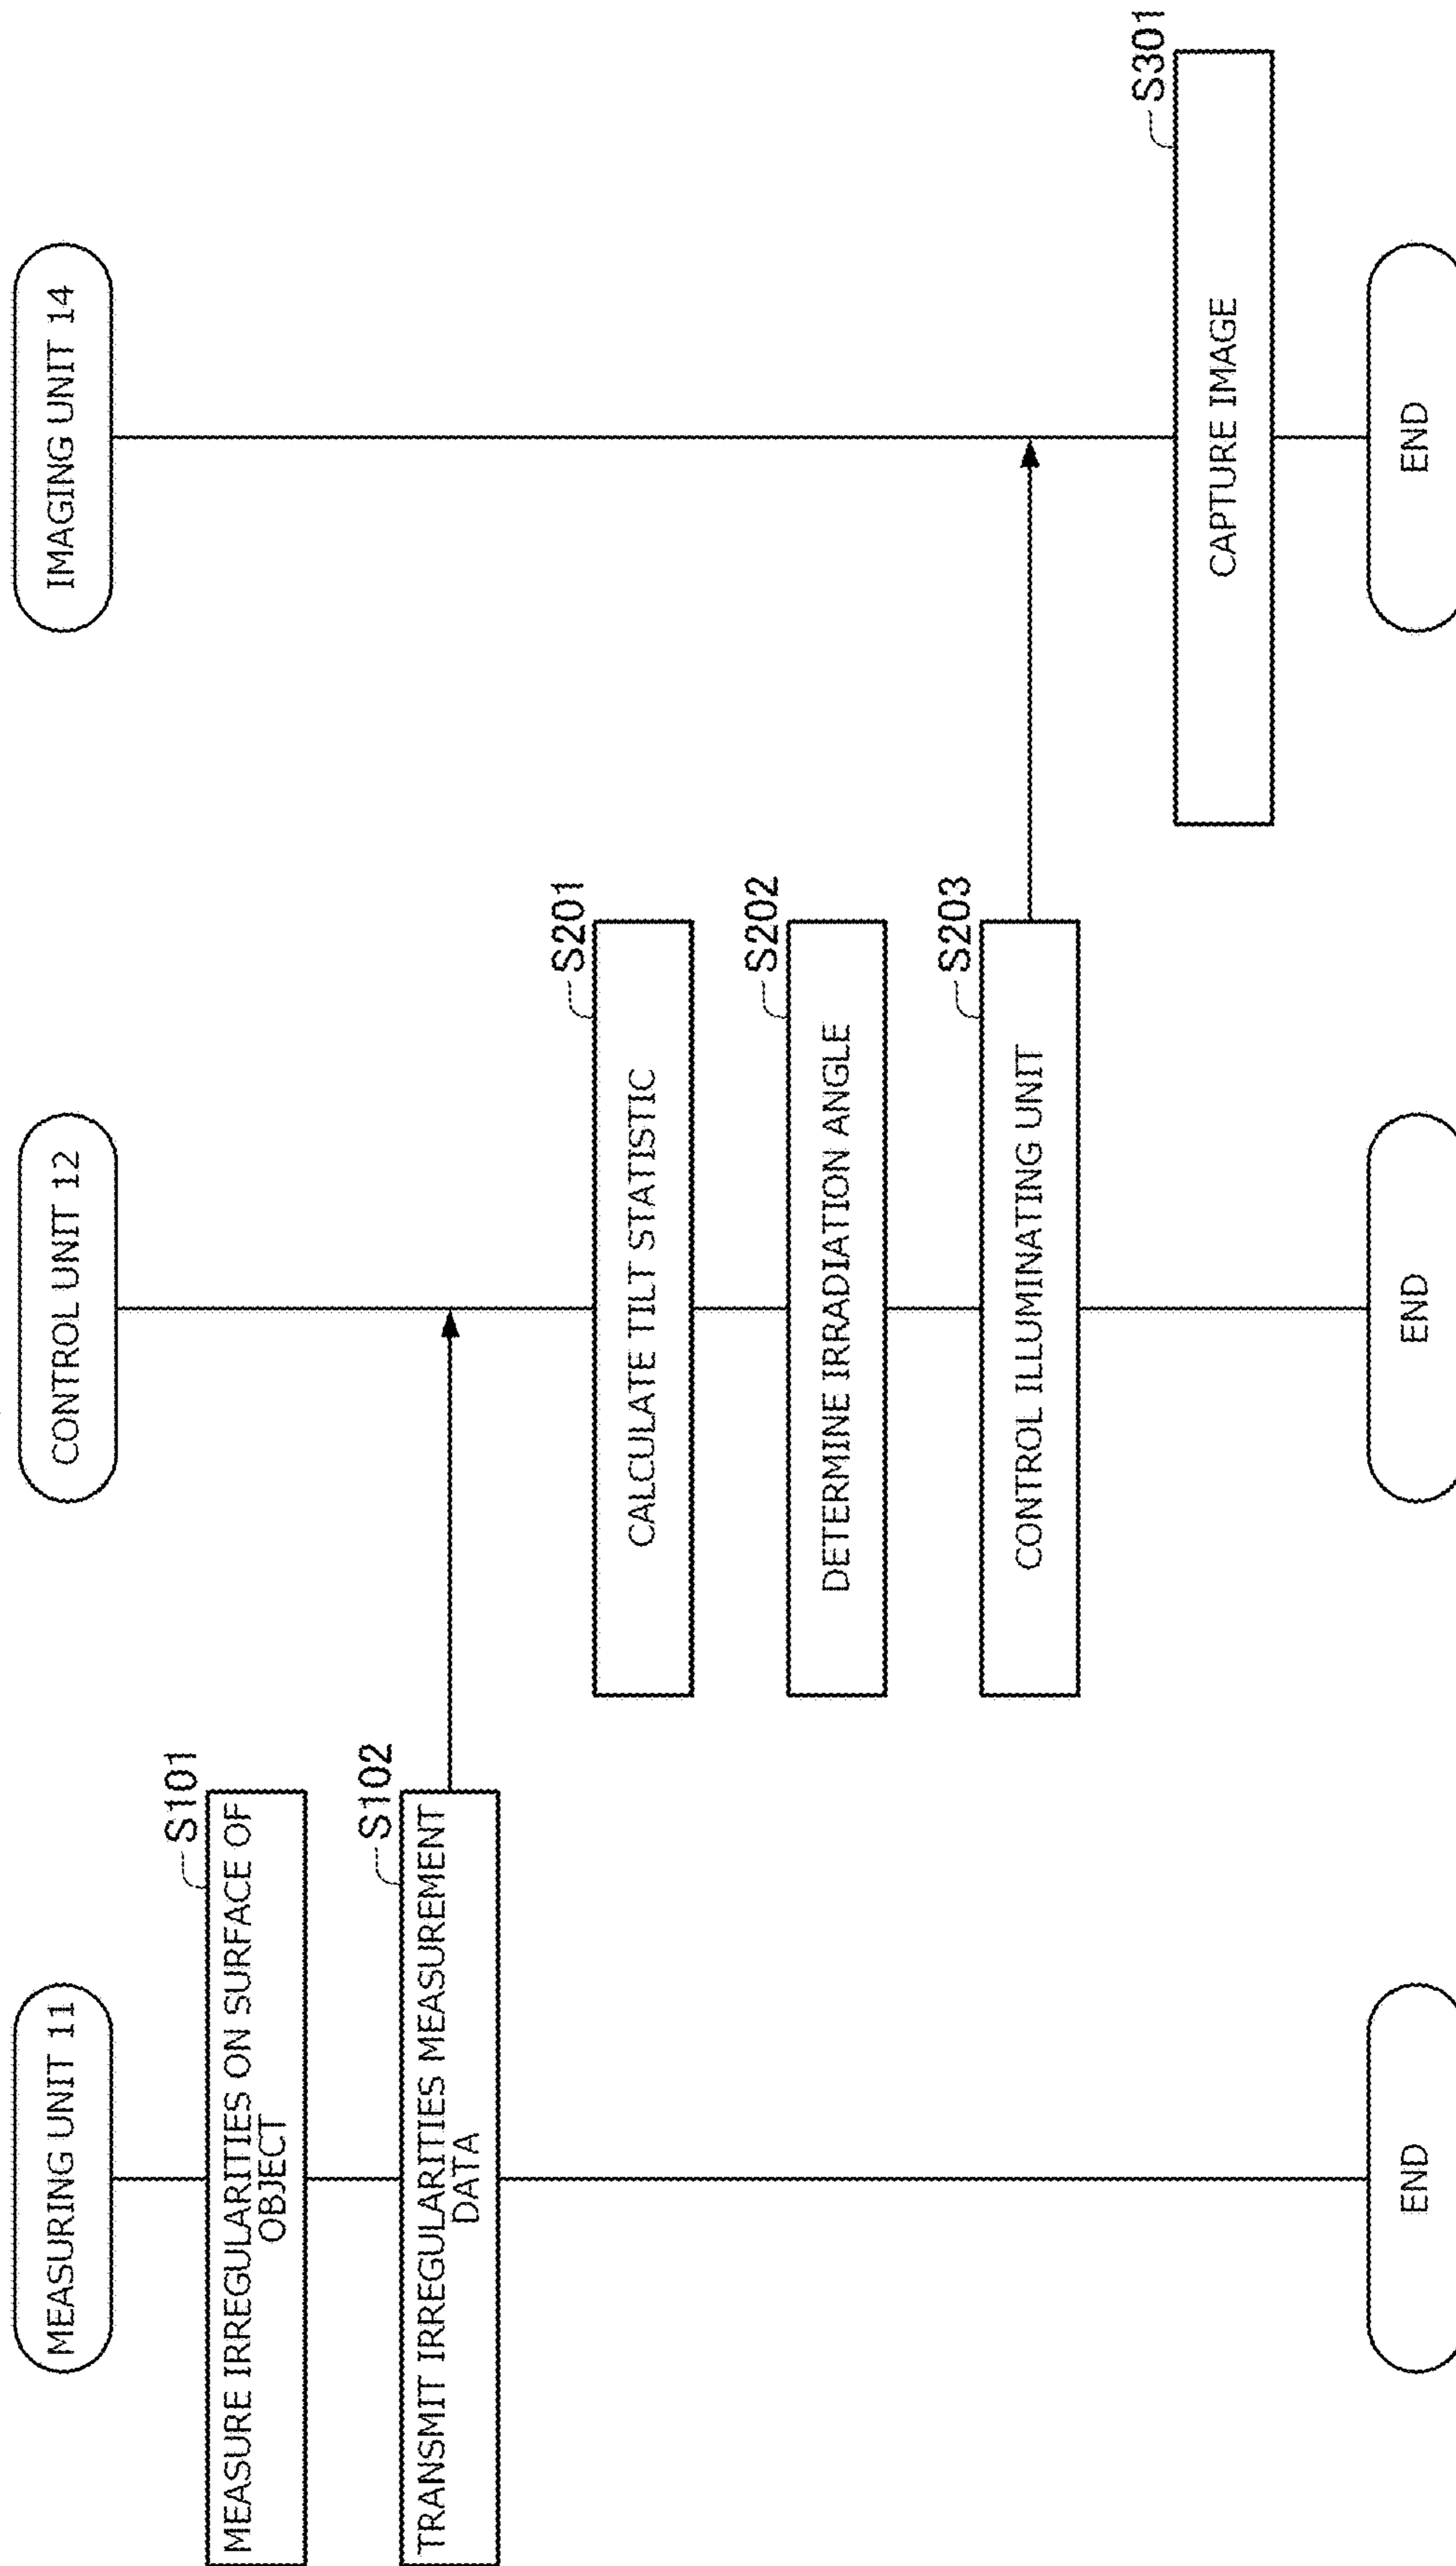 MEASURING UNIT 11
CONTROL UNIT 12
IMAGING UNIT 14
S101
MEASURE IRREGULARITIES ON SURFACE OF
OBJECT
S102
TRANSMIT IRREGULARITIES MEASUREMENT
DATA
S201
CALCULATE TILT STATISTIC
S202
DETERMINE IRRADIATION ANGLE
S203
CONTROL ILLUMINATING UNIT
S301
CAPTURE IMAGE
END
END
END